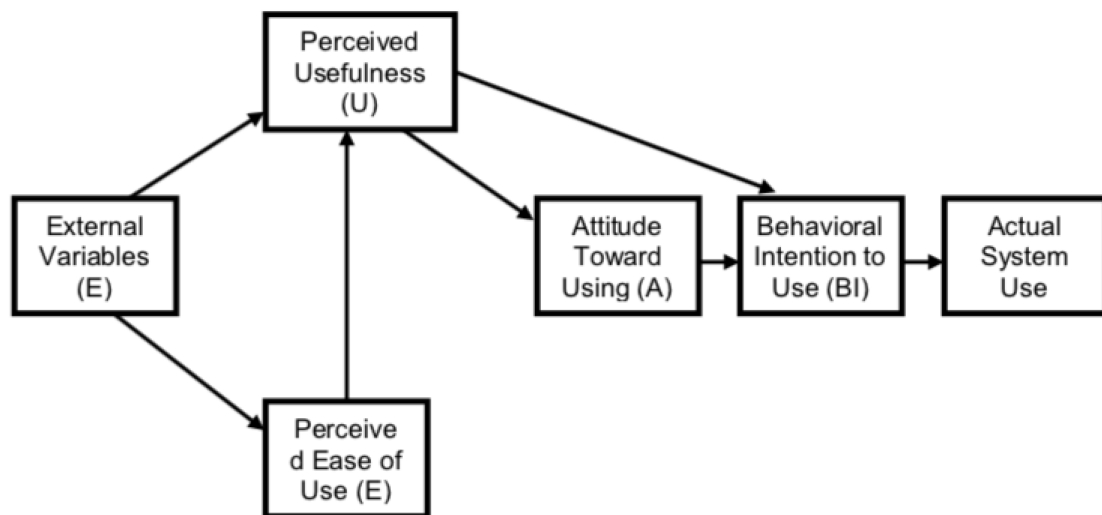 Perceived
Usefulness
(U)
External
Variables
(E)
Perceive
d Ease of
Use (E)
Attitude
Toward
Using (A)
Behavioral
Intention to
Use (BI)
Actual
System
Use